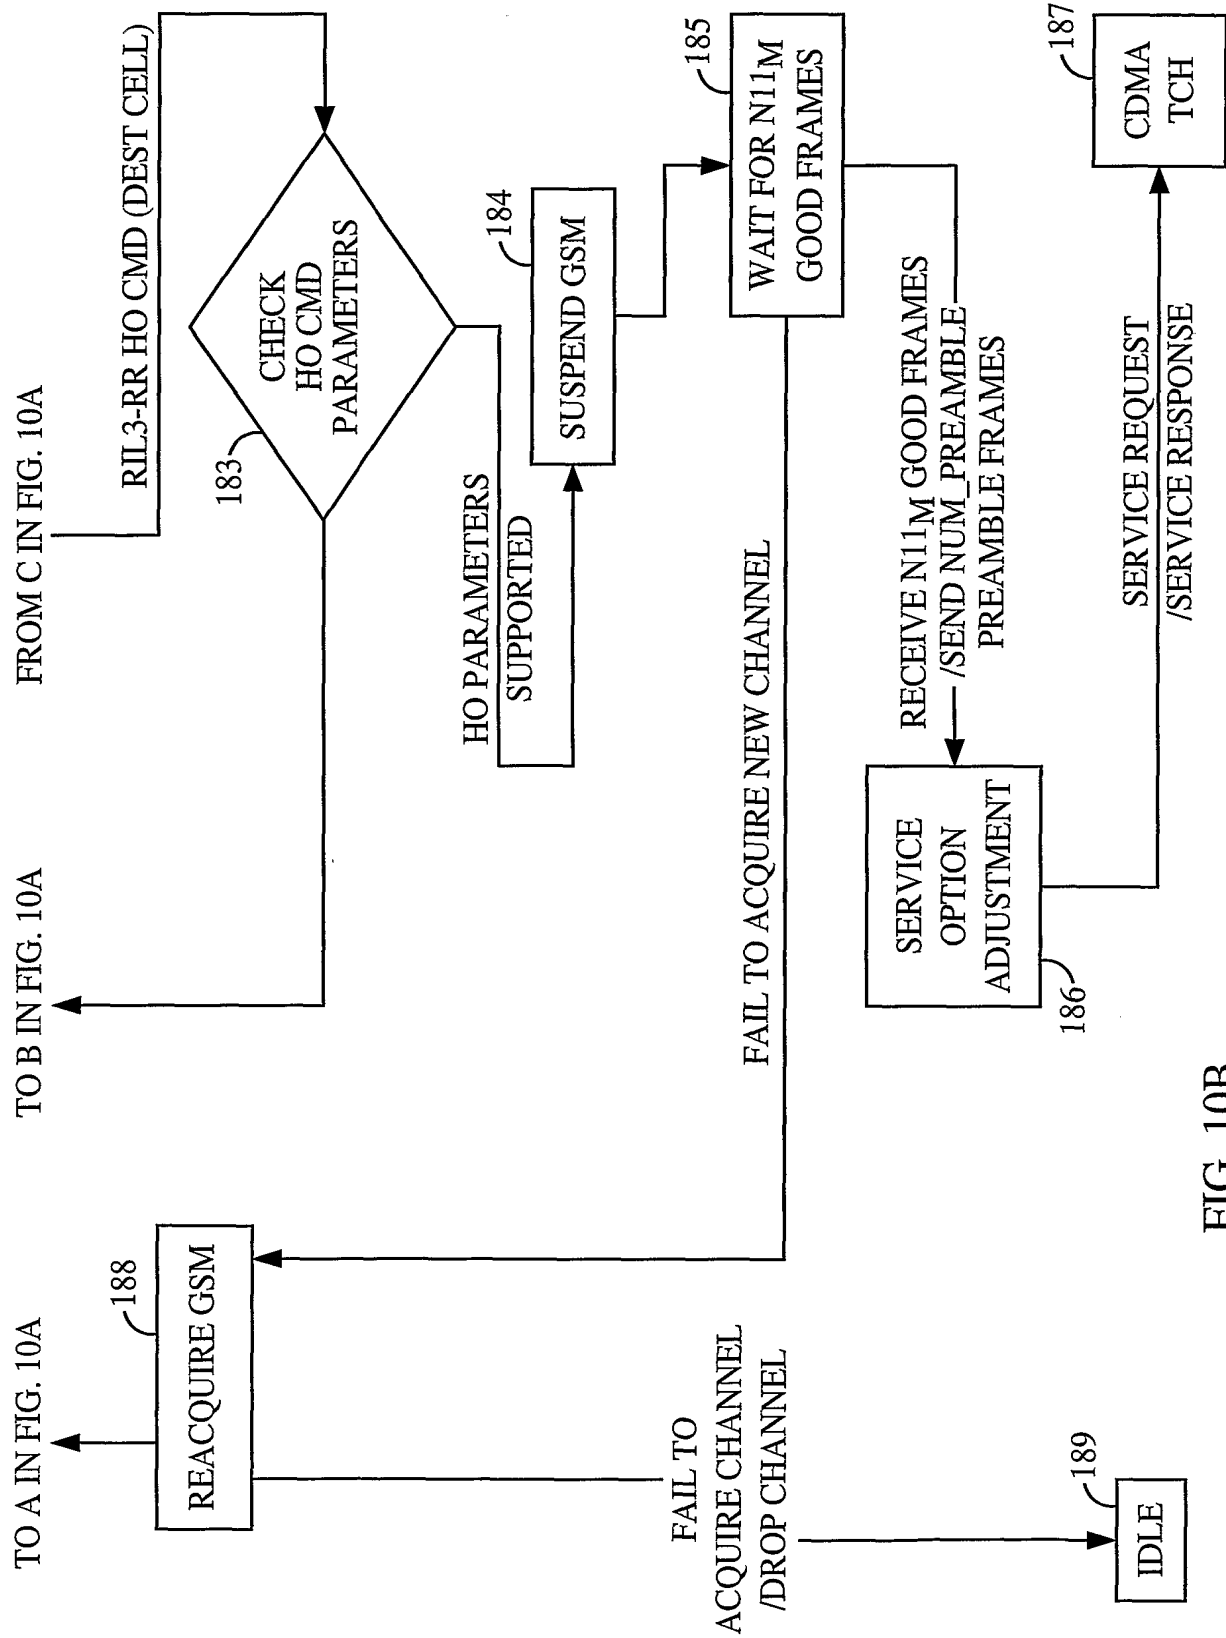 TO A IN FIG. 10A
TO B IN FIG. 10A
FROM C IN FIG. 10A
RIL3-RR HO CMD (DEST CELL)
183
CHECK
HO CMD
PARAMETERS
HO PARAMETERS
SUPPORTED
184
SUSPEND GSM
185
WAIT FOR N11M
GOOD FRAMES
FAIL TO ACQUIRE NEW CHANNEL
188
REACQUIRE GSM
FAIL TO
ACQUIRE CHANNEL
/DROP CHANNEL
189
IDLE
RECEIVE N11M GOOD FRAMES
/SEND NUM_PREAMBLE
PREAMBLE FRAMES
SERVICE
OPTION
ADJUSTMENT
186
SERVICE REQUEST
/SERVICE RESPONSE
187
CDMA
TCH
FIG. 10B